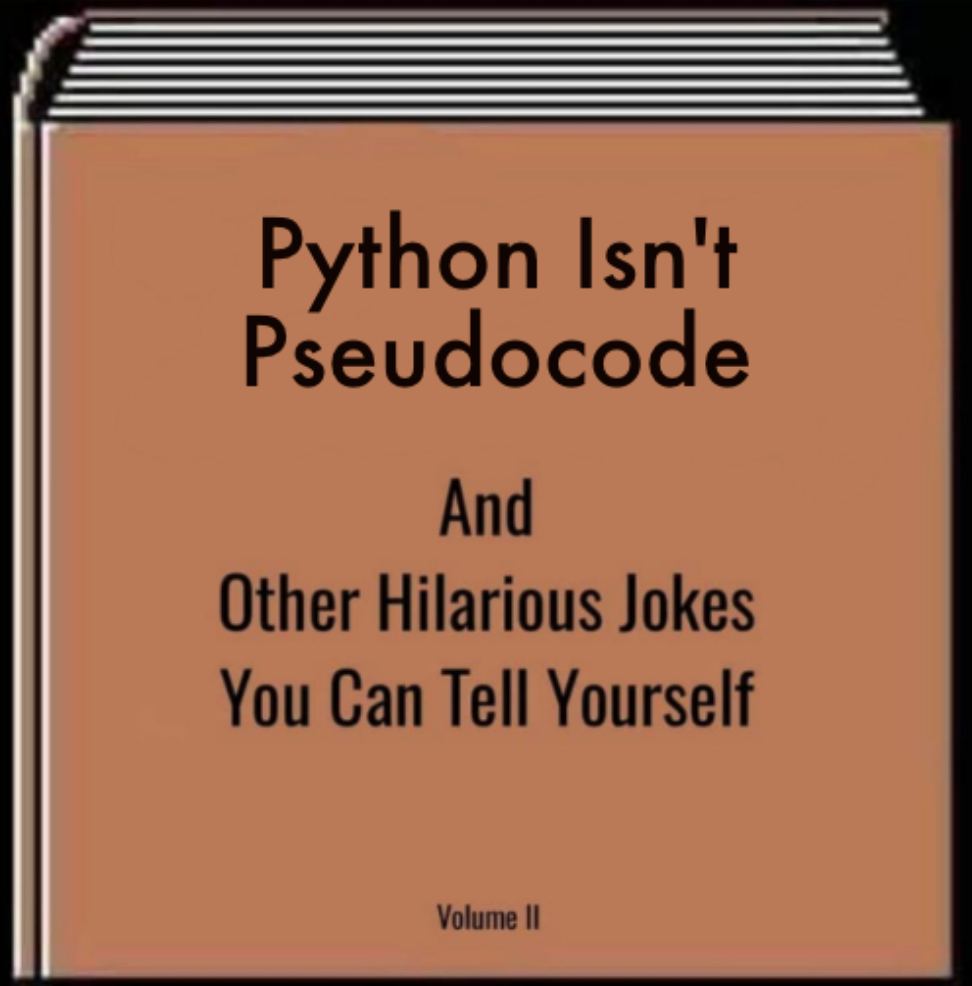 Python Isn't
Pseudocode
And
Other Hilarious Jokes
You Can Tell Yourself
Volume II